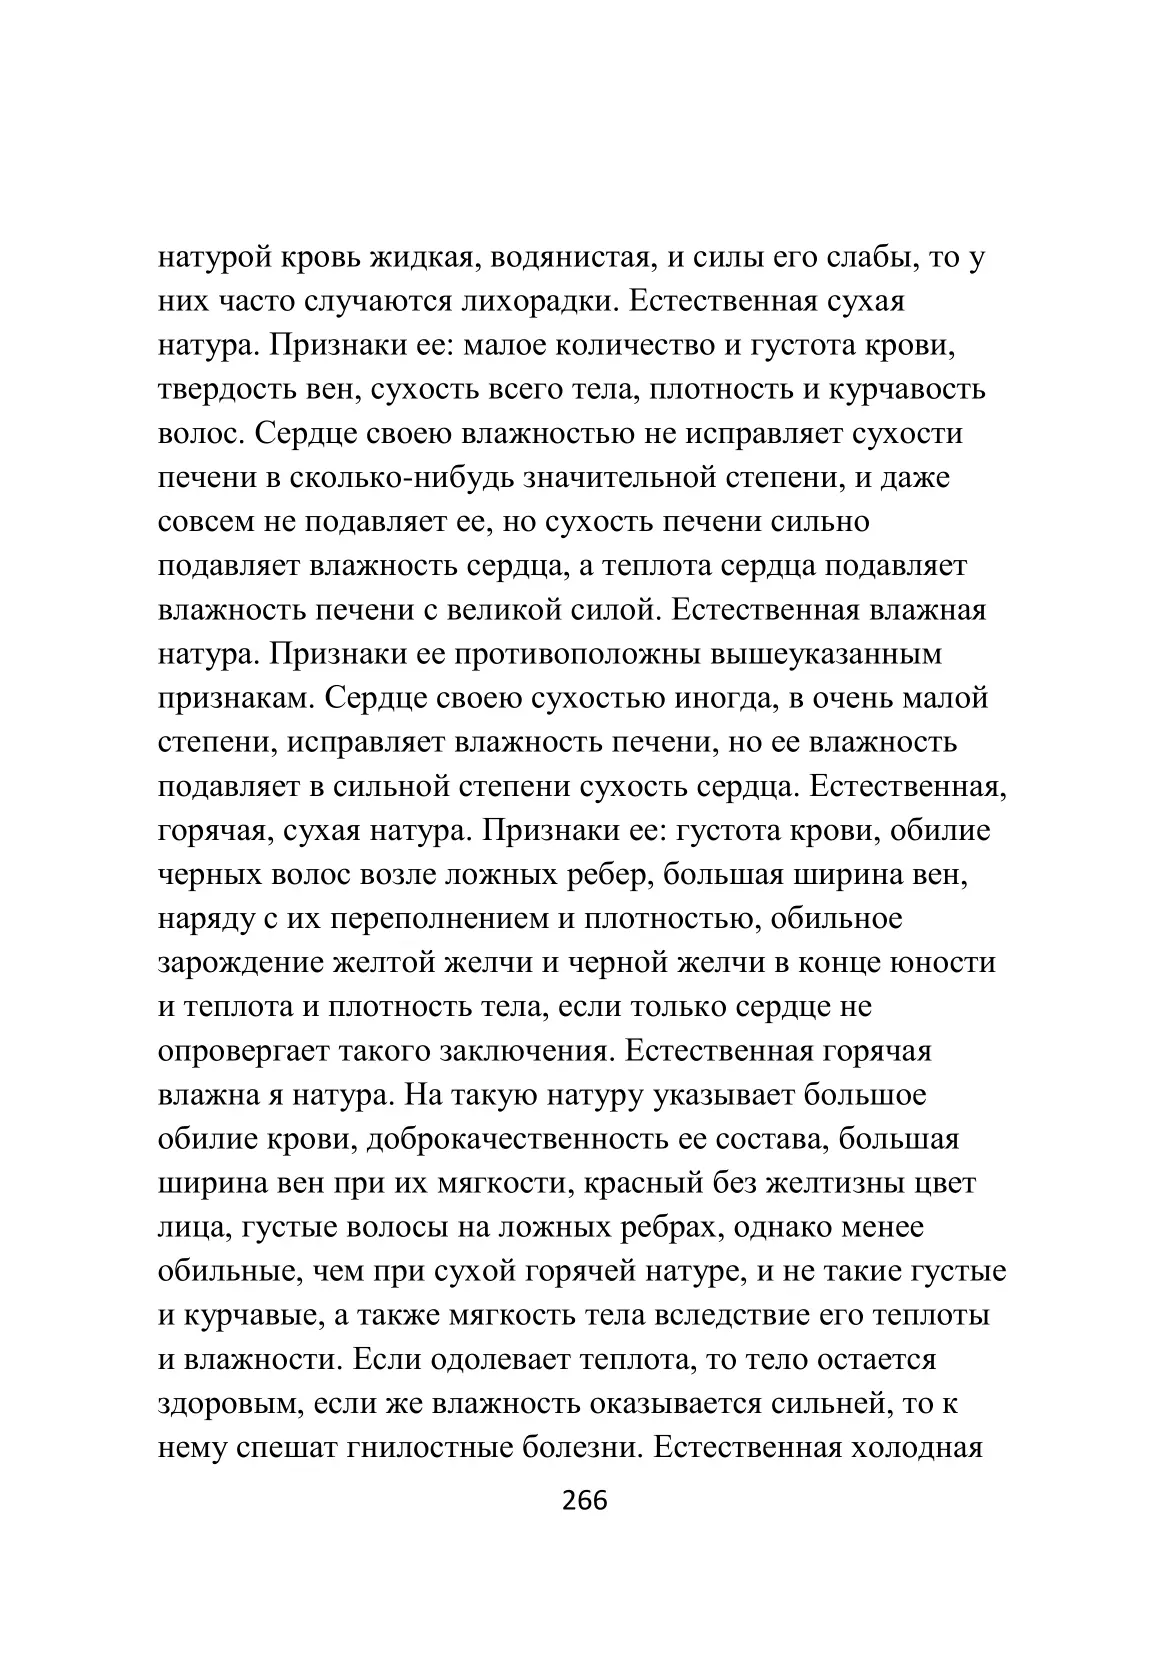 натурой кровь жидкая, водянистая, и силы его слабы, то у
них часто случаются лихорадки. Естественная сухая
натура. Признаки ее: малое количество и густота крови,
твердость вен, сухость всего тела, плотность и курчавость
волос. Сердце своею влажностью не исправляет сухости
печени в сколько-нибудь значительной степени, и даже
совсем не подавляет ее, но сухость печени сильно
подавляет влажность сердца, а теплота сердца подавляет
влажность печени с великой силой. Естественная влажная
натура. Признаки ее противоположны вышеуказанным
признакам. Сердце своею сухостью иногда, в очень малой
степени, исправляет влажность печени, но ее влажность
подавляет в сильной степени сухость сердца. Естественная,
горячая, сухая натура. Признаки ее: густота крови, обилие
черных волос возле ложных ребер, большая ширина вен,
наряду с их переполнением и плотностью, обильное
зарождение желтой желчи и черной желчи в конце юности
и теплота и плотность тела, если только сердце не
опровергает такого заключения. Естественная горячая
влажна я натура. На такую натуру указывает большое
обилие крови, доброкачественность ее состава, большая
ширина вен при их мягкости, красный без желтизны цвет
лица, густые волосы на ложных ребрах, однако менее
обильные, чем при сухой горячей натуре, и не такие густые
и курчавые, а также мягкость тела вследствие его теплоты
и влажности. Если одолевает теплота, то тело остается
здоровым, если же влажность оказывается сильней, то к
нему спешат гнилостные болезни. Естественная холодная
266